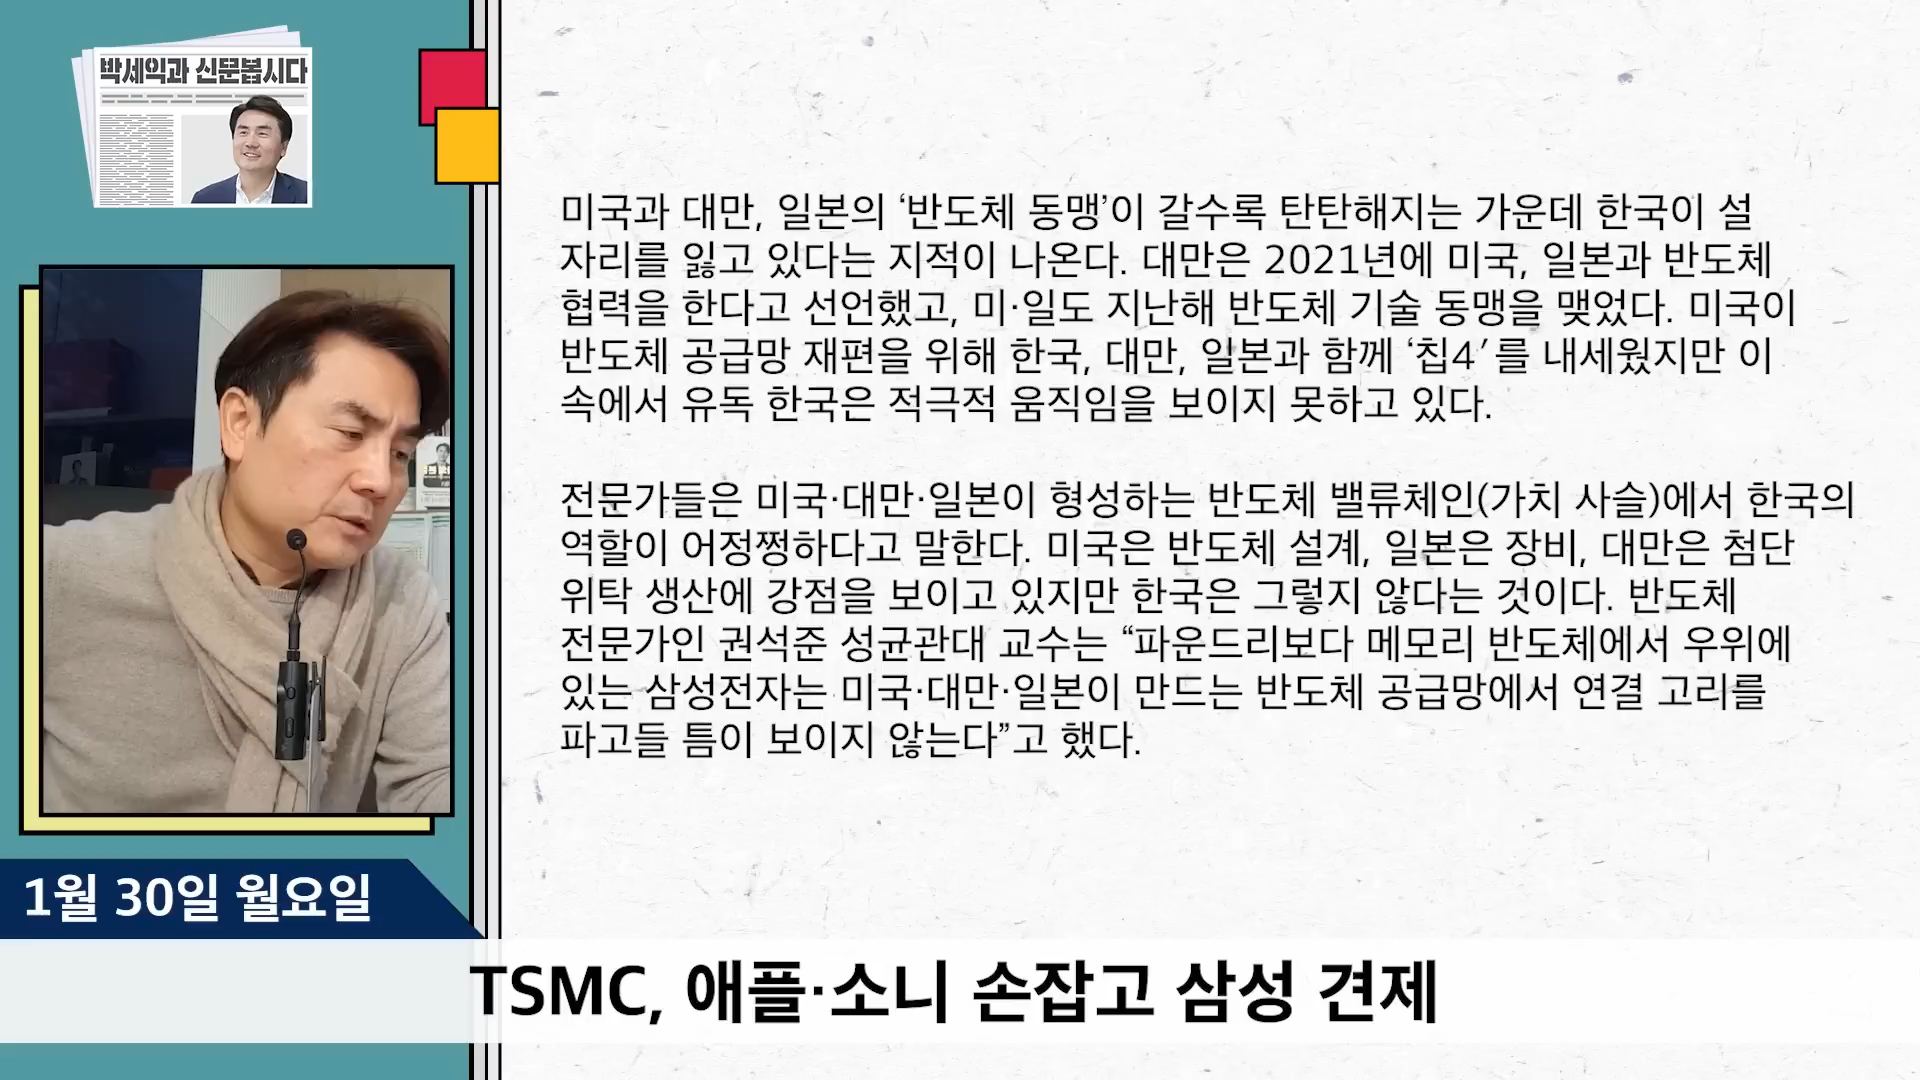 박세익과 신문봅시다
미국과 대만, 일본의 ‘반도체 동맹’이 갈수록 탄탄해지는 가운데 한국이 설
자리를 잃고 있다는 지적이 나온다. 대만은 2021년에 미국, 일본과 반도체
협력을 한다고 선언했고, 미·일도 지난해 반도체 기술 동맹을 맺었다. 미국이
반도체 공급망 재편을 위해 한국, 대만, 일본과 함께 ‘칩4′를 내세웠지만 이
속에서 유독 한국은 적극적 움직임을 보이지 못하고 있다.
전문가들은 미국·대만·일본이 형성하는 반도체 밸류체인(가치 사슬)에서 한국의
역할이 어정쩡하다고 말한다. 미국은 반도체 설계, 일본은 장비, 대만은 첨단
위탁 생산에 강점을 보이고 있지만 한국은 그렇지 않다는 것이다. 반도체
전문가인 권석준 성균관대 교수는 “파운드리보다 메모리 반도체에서 우위에
있는 삼성전자는 미국·대만·일본이 만드는 반도체 공급망에서 연결 고리를
파고들 틈이 보이지 않는다”고 했다.
1월 30일 월요일
TSMC, 애플·소니 손잡고 삼성 견제